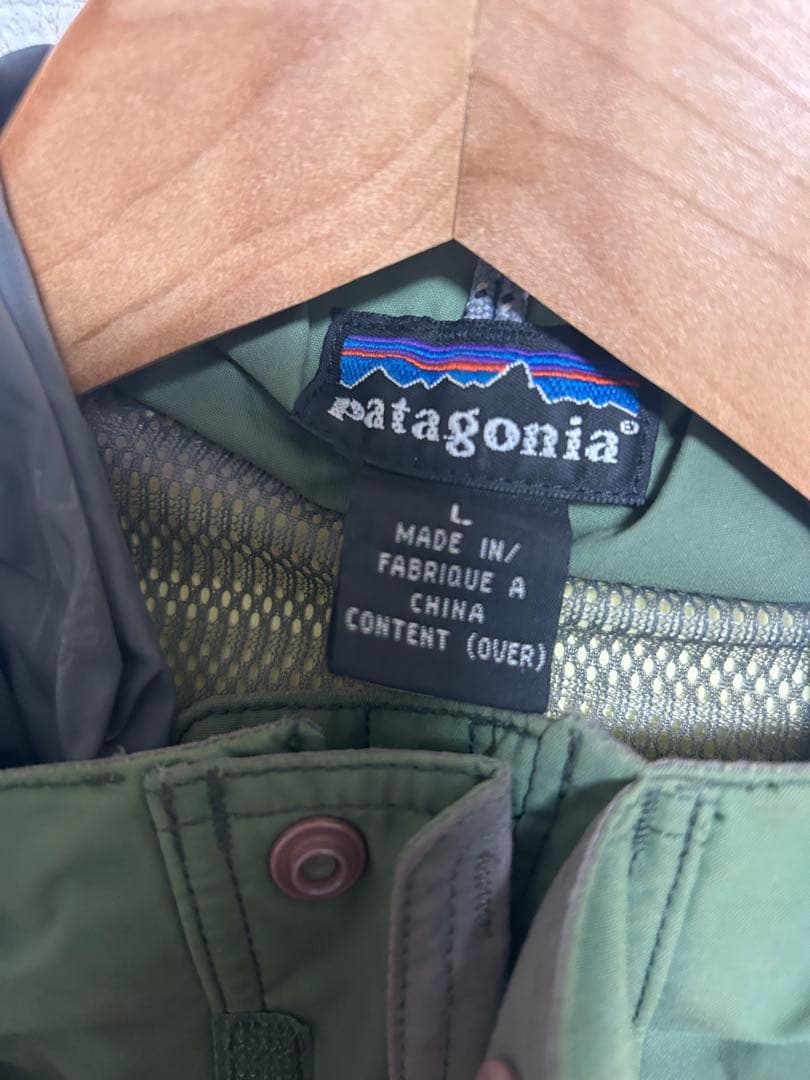 patagonia®
L
MADE IN/
FABRIQUE A
CHINA
CONTENT (OVER)